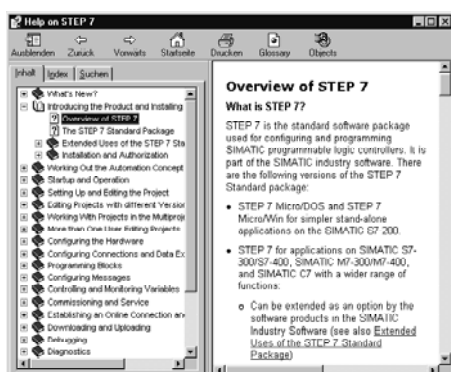 Help on STEP 7
Ausblenden Zurück Vorwärts Startseite Drucken Glossary Objects
Inhalt Index Suchen
What's New?
Introducing the Product and Installing
Overview of STEP 7
The STEP 7 Standard Package
Extended Uses of the STEP 7 Sta
Installation and Authorization
Working Out the Automation Concept
Startup and Operation
Setting Up and Editing the Project
Editing Projects with different Version
Working With Projects in the Multiproj
More than One User Editing Projects
Configuring the Hardware
Configuring Connections and Data Ex
Programming Blocks
Configuring Messages
Controlling and Monitoring Variables
Commissioning and Service
Establishing an Online Connection an
Downloading and Uploading
Debugging
Diagnostics
Overview of STEP 7
What is STEP 7?
STEP 7 is the standard software package
used for configuring and programming
SIMATIC programmable logic controllers. It is
part of the SIMATIC industry software. There
are the following versions of the STEP 7
Standard package:
• STEP 7 Micro/DOS and STEP 7
Micro/Win for simpler stand-alone
applications on the SIMATIC S7 200.
• STEP 7 for applications on SIMATIC S7-
300/S7-400, SIMATIC M7-300/M7-400,
and SIMATIC C7 with a wider range of
functions:
o Can be extended as an option by the
software products in the SIMATIC
Industry Software (see also Extended
Uses of the STEP 7 Standard
Package)